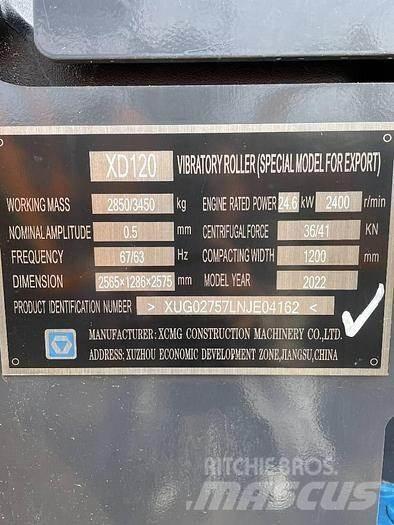 XD120 VIBRATORY ROLLER (SPECIAL MODEL FOR EXPORT)
WORKING MASS 2850/3450 kg ENGINE RATED POWER 24.6 kW 2400 r/min
NOMINAL AMPLITUDE 0.5 mm CENTRIFUGAL FORCE 36/41 KN
FREQUENCY 67/63 Hz COMPACTING WIDTH 1200 mm
DIMENSION 2565×1286×2575 mm MODEL YEAR 2022
PRODUCT IDENTIFICATION NUMBER > XUG02757LNJE04162 <
MANUFACTURER: XCMG CONSTRUCTION MACHINERY CO.,LTD.
ADDRESS: XUZHOU ECONOMIC DEVELOPMENT ZONE,JIANGSU,CHINA
RITCHIE BROS.
MASCUS